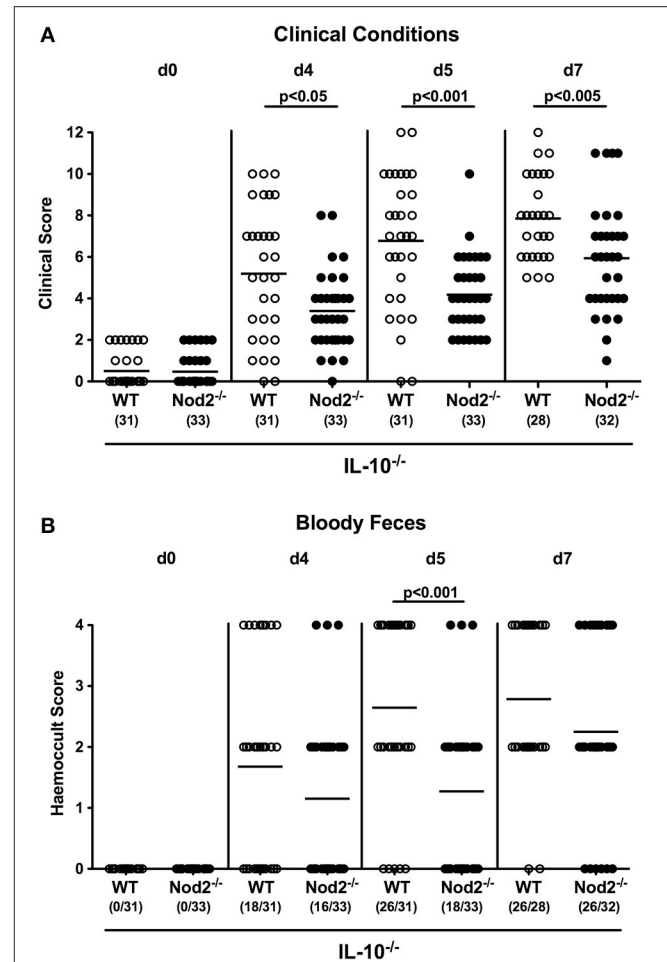 A
Clinical Conditions
d0 d4 d5 d7
p<0.05 p<0.001 p<0.005
Clinical Score
12
10
8
6
4
2
0
WT Nod2-/- WT Nod2-/- WT Nod2-/- WT Nod2-/-
(31) (33) (31) (33) (31) (33) (28) (32)
IL-10-/-
B
Bloody Feces
d0 d4 d5 d7
p<0.001
Haemoccult Score
4
3
2
1
0
WT Nod2-/- WT Nod2-/- WT Nod2-/- WT Nod2-/-
(0/31) (0/33) (18/31) (16/33) (26/31) (18/33) (26/28) (26/32)
IL-10-/-